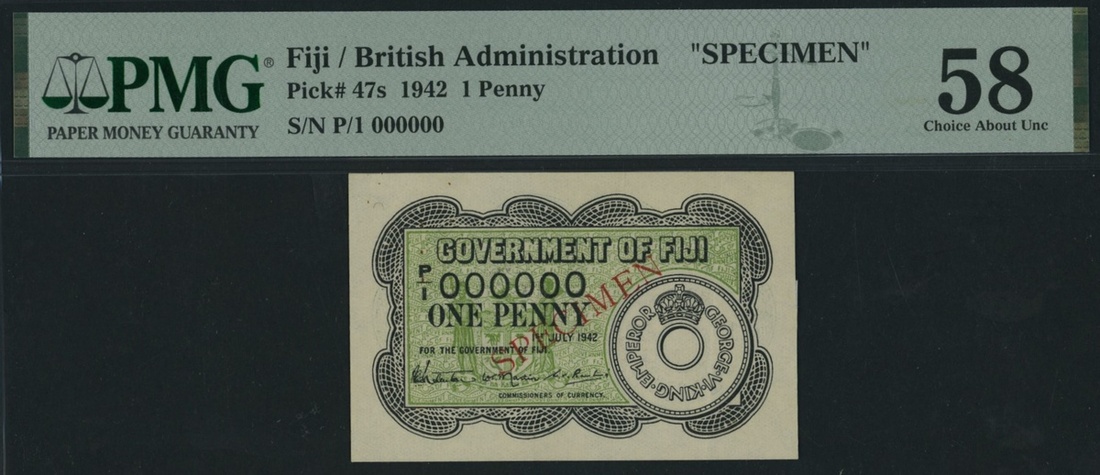 PMG®
PAPER MONEY GUARANTY
Fiji / British Administration "SPECIMEN"
Pick# 47s 1942 1 Penny
S/N P/1 000000
58
Choice About Unc
GOVERNMENT OF FIJI
P/1 000000
ONE PENNY
1ST JULY 1942
FOR THE GOVERNMENT OF FIJI.
COMMISSIONERS OF CURRENCY.
SPECIMEN
GEORGE·VI·KING·EMPEROR